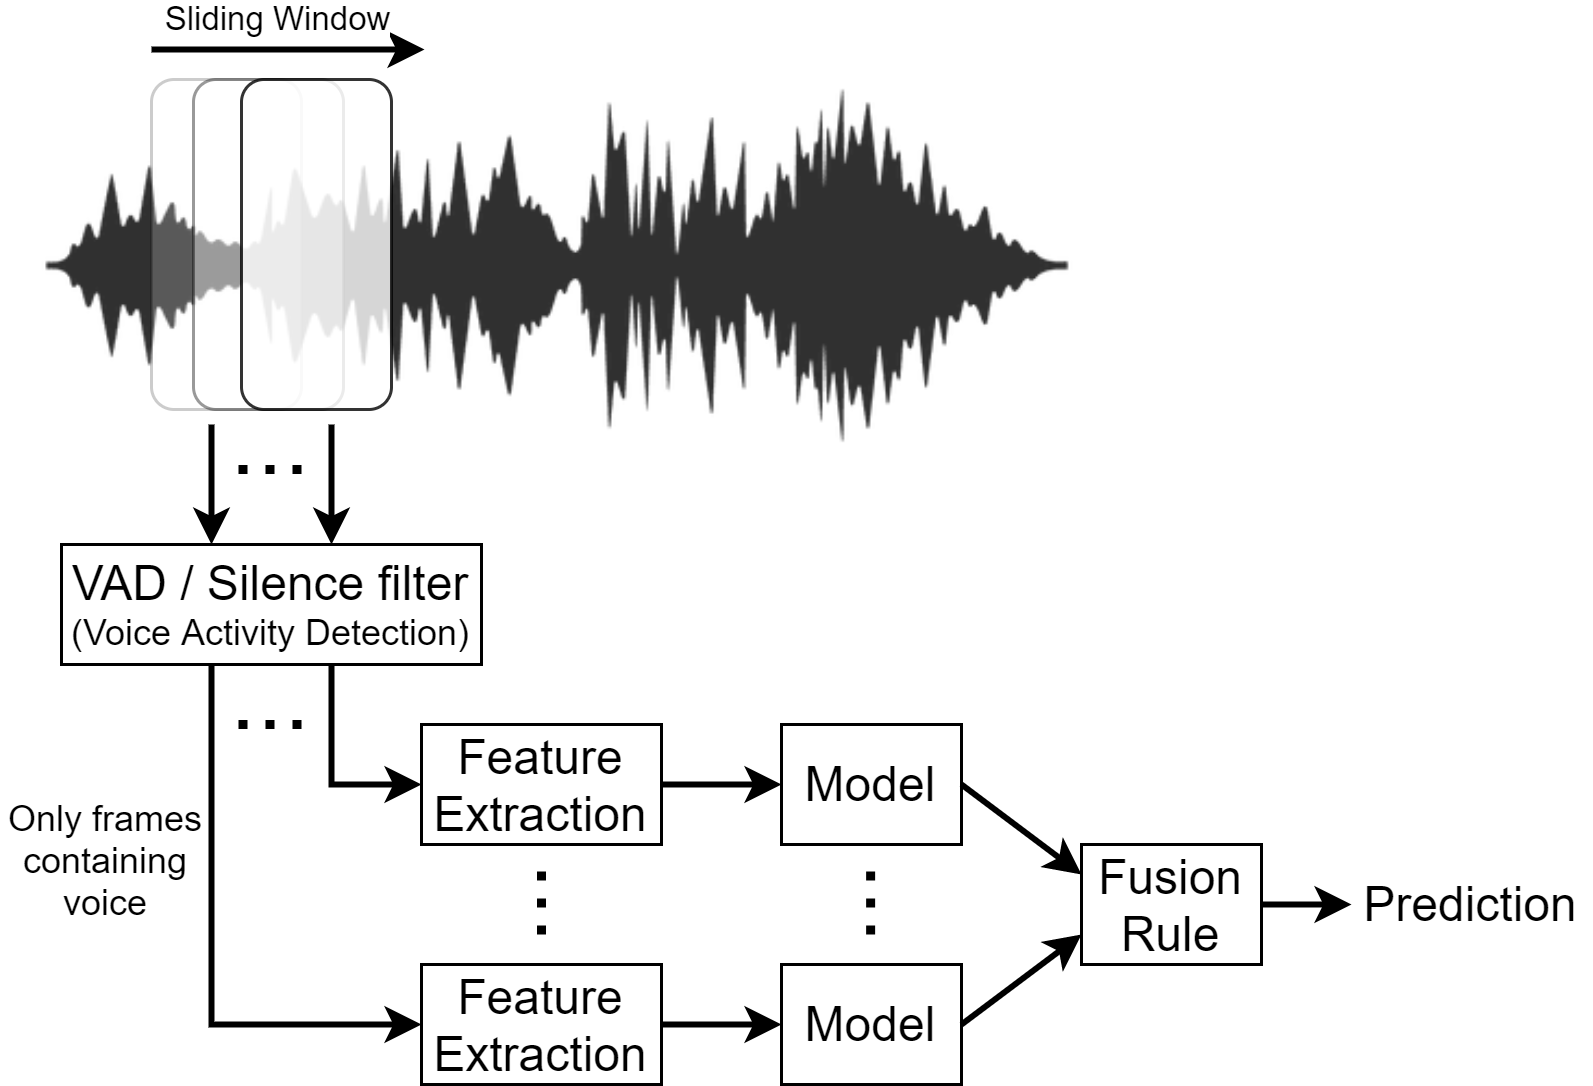 Sliding Window
VAD / Silence filter
(Voice Activity Detection)
Only frames
containing
voice
Feature
Extraction
Model
Feature
Extraction
Model
Fusion
Rule
Prediction